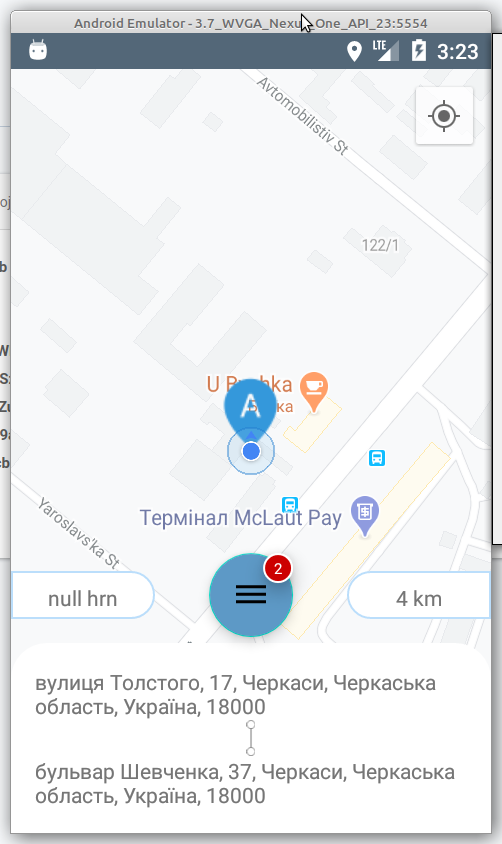 Android Emulator - 3.7_WVGA_Nexus_One_API_23:5554
LTE
3:23
Avtomobilistiv St
122/1
A
Термінал McLaut Pay
Yaroslavs'ka St
2
null hrn
4 km
вулиця Толстого, 17, Черкаси, Черкаська
область, Україна, 18000
бульвар Шевченка, 37, Черкаси, Черкаська
область, Україна, 18000